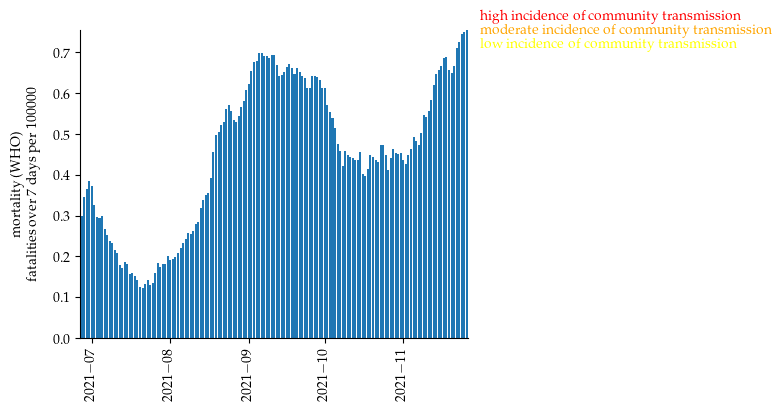 high incidence of community transmission
moderate incidence of community transmission
low incidence of community transmission
mortality (WHO)
fatalities over 7 days per 100000
0.7
0.6
0.5
0.4
0.3
0.2
0.1
0.0
2021−07
2021−08
2021−09
2021−10
2021−11